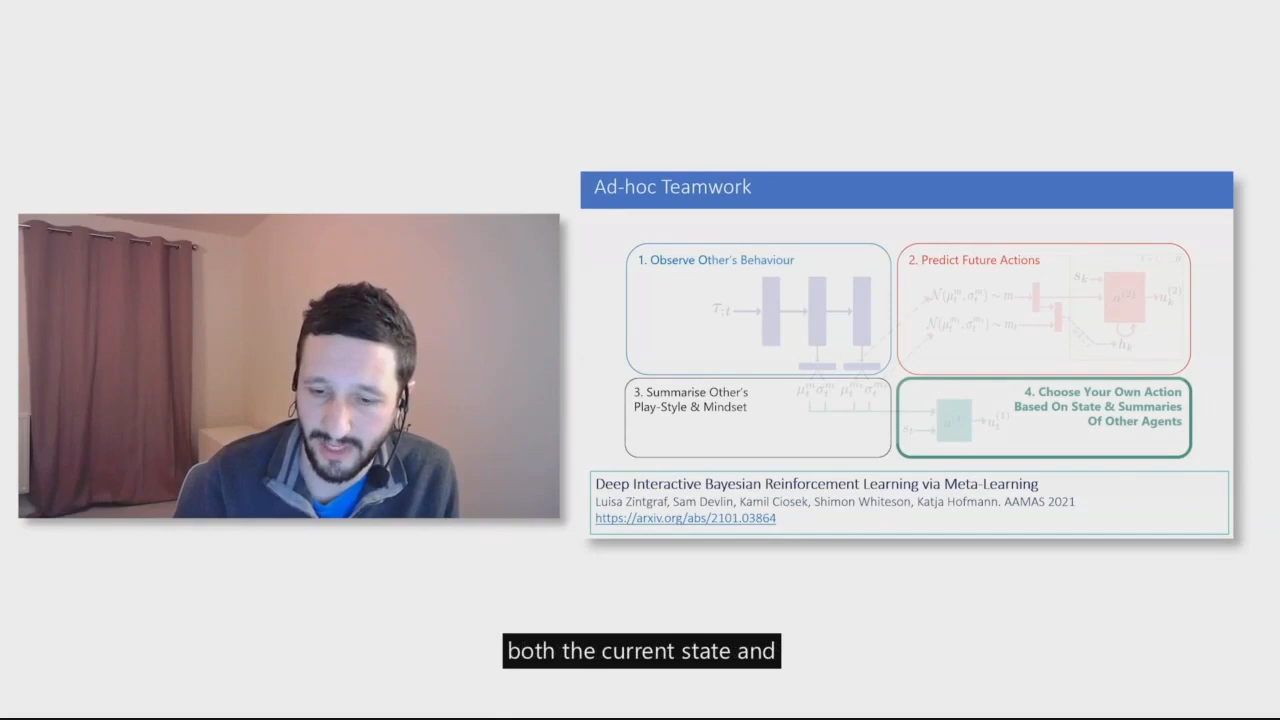 Ad-hoc Teamwork
1. Observe Other's Behaviour
2. Predict Future Actions
3. Summarise Other's
Play-Style & Mindset
4. Choose Your Own Action
Based On State & Summaries
Of Other Agents
Deep Interactive Bayesian Reinforcement Learning via Meta-Learning
Luisa Zintgraf, Sam Devlin, Kamil Ciosek, Shimon Whiteson, Katja Hofmann. AAMAS 2021
https://arxiv.org/abs/2101.03864
both the current state and